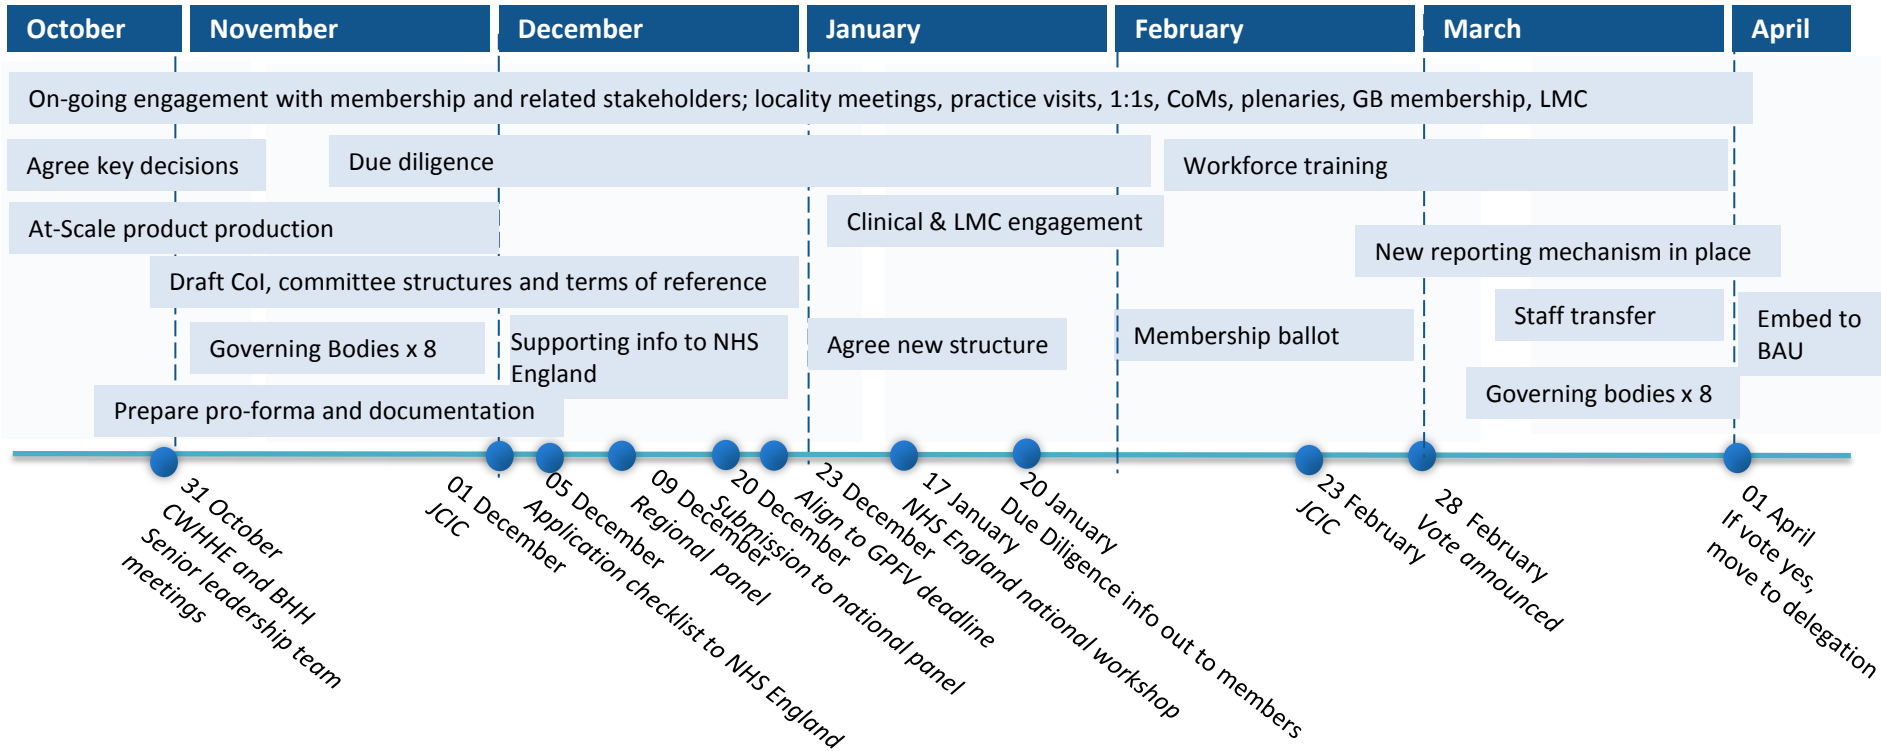 October
November
December
January
February
March
April
On-going engagement with membership and related stakeholders; locality meetings, practice visits, 1:1s, CoMs, plenaries, GB membership, LMC
Agree key decisions
Due diligence
Workforce training
At-Scale product production
Clinical & LMC engagement
New reporting mechanism in place
Draft CoI, committee structures and terms of reference
Staff transfer
Embed to
BAU
Governing Bodies x 8
Supporting info to NHS
England
Agree new structure
Membership ballot
Governing bodies x 8
Prepare pro-forma and documentation
31 October
CWHHE and BHH
Senior leadership team
meetings
01 December
JCIC
05 December
Application checklist to NHS England
09 December
Regional panel
20 December
Submission to national panel
23 December
Align to GPFV deadline
17 January
NHS England national workshop
20 January
Due Diligence info out to members
23 February
JCIC
28 February
Vote announced
01 April
If vote yes,
move to delegation